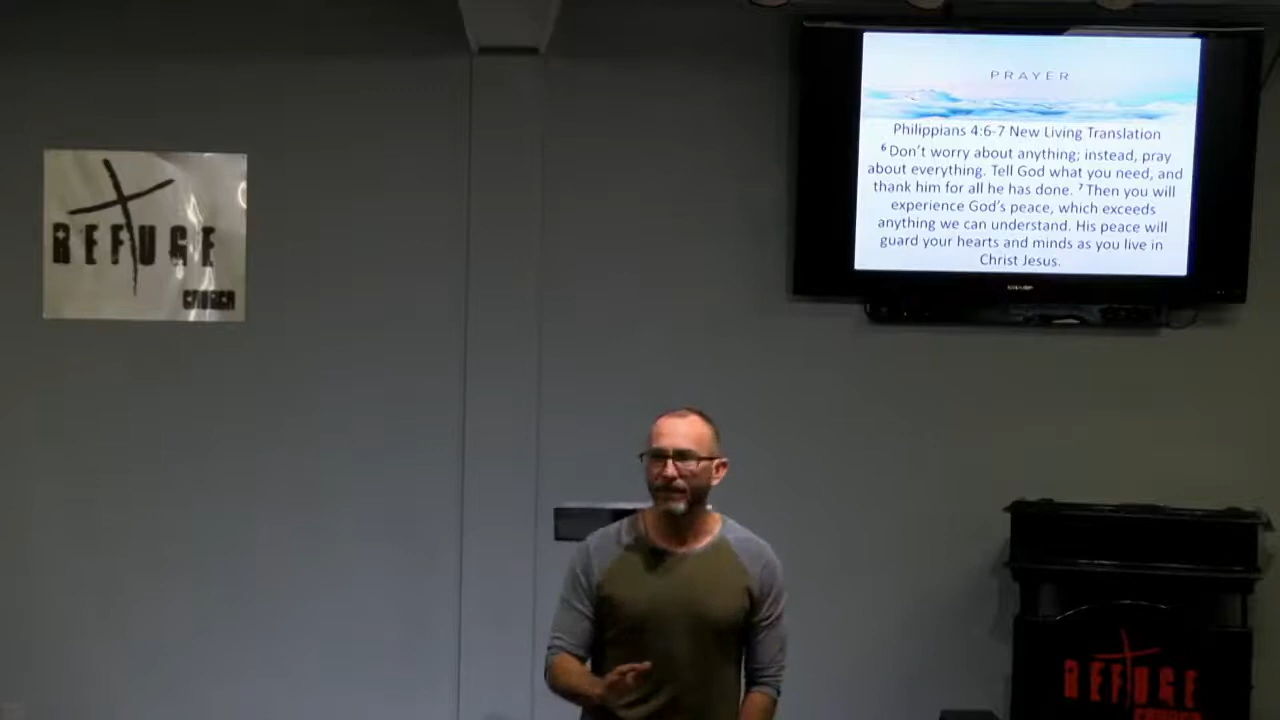 REFUGE
CHURCH
PRAYER
Philippians 4:6-7 New Living Translation
6 Don't worry about anything; instead, pray
about everything. Tell God what you need, and
thank him for all he has done. 7 Then you will
experience God's peace, which exceeds
anything we can understand. His peace will
guard your hearts and minds as you live in
Christ Jesus.
REFUGE
CHURCH